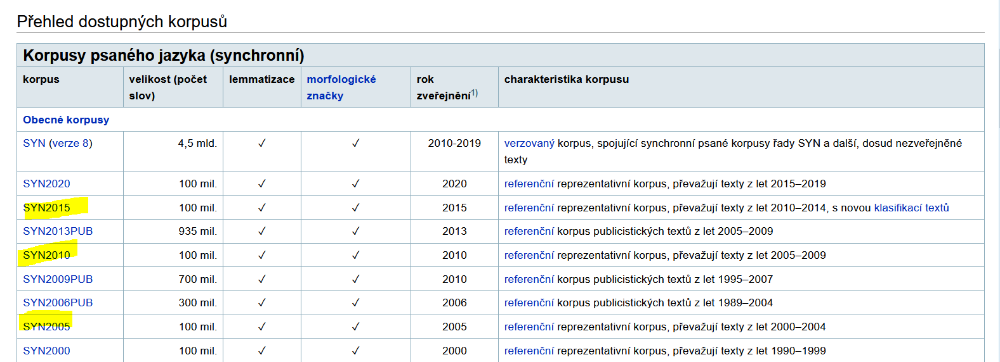 Přehled dostupných korpusů
Korpusy psaného jazyka (synchronní)
korpus velikost (počet slov) lemmatizace morfologické značky rok zveřejnění1) charakteristika korpusu
Obecné korpusy
SYN (verze 8) 4,5 mld. ✓ ✓ 2010-2019 verzovaný korpus, spojující synchronní psané korpusy řady SYN a další, dosud nezveřejněné
texty
SYN2020 100 mil. ✓ ✓ 2020 referenční reprezentativní korpus, převažují texty z let 2015–2019
SYN2015 100 mil. ✓ ✓ 2015 referenční reprezentativní korpus, převažují texty z let 2010–2014, s novou klasifikací textů
SYN2013PUB 935 mil. ✓ ✓ 2013 referenční korpus publicistických textů z let 2005–2009
SYN2010 100 mil. ✓ ✓ 2010 referenční reprezentativní korpus, převažují texty z let 2005–2009
SYN2009PUB 700 mil. ✓ ✓ 2010 referenční korpus publicistických textů z let 1995–2007
SYN2006PUB 300 mil. ✓ ✓ 2006 referenční korpus publicistických textů z let 1989–2004
SYN2005 100 mil. ✓ ✓ 2005 referenční reprezentativní korpus, převažují texty z let 2000–2004
SYN2000 100 mil. ✓ ✓ 2000 referenční reprezentativní korpus, převažují texty z let 1990–1999